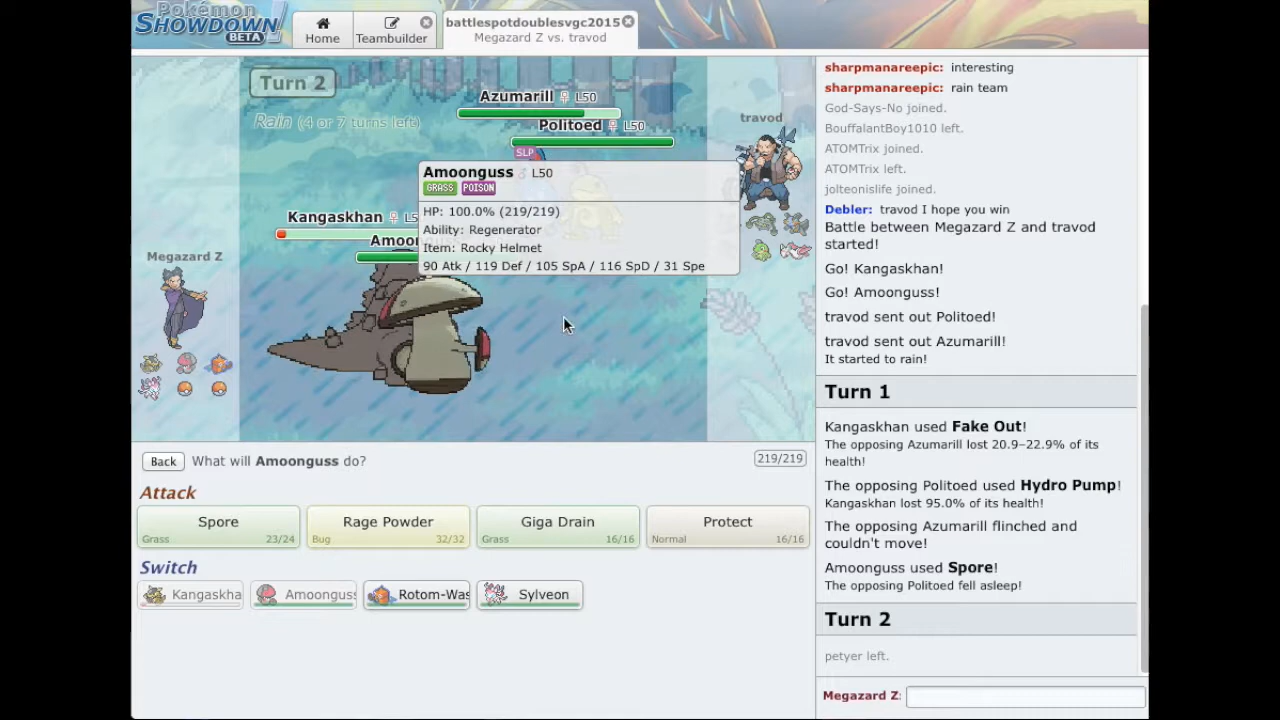 Pokémon
SHOWDOWN!
BETA
Home
Teambuilder
battlespotdoublesvgc2015
Megazard Z vs. travod
Turn 2
Rain (4 or 7 turns left)
Azumarill ♀ L50
Politoed ♀ L50
SLP
travod
Amoonguss ♂ L50
GRASS POISON
HP: 100.0% (219/219)
Ability: Regenerator
Item: Rocky Helmet
90 Atk / 119 Def / 105 SpA / 116 SpD / 31 Spe
Kangaskhan ♀ L5
Amoon
Megazard Z
Back What will Amoonguss do? 219/219
Attack
Spore
Grass 23/24
Rage Powder
Bug 32/32
Giga Drain
Grass 16/16
Protect
Normal 16/16
Switch
Kangaskha
Amoonguss
Rotom-Was
Sylveon
sharpmanareepic: interesting
sharpmanareepic: rain team
God-Says-No joined.
BouffalantBoy1010 left.
ATOMTrix joined.
ATOMTrix left.
jolteonislife joined.
Debler: travod I hope you win
Battle between Megazard Z and travod
started!
Go! Kangaskhan!
Go! Amoonguss!
travod sent out Politoed!
travod sent out Azumarill!
It started to rain!
Turn 1
Kangaskhan used Fake Out!
The opposing Azumarill lost 20.9–22.9% of its
health!
The opposing Politoed used Hydro Pump!
Kangaskhan lost 95.0% of its health!
The opposing Azumarill flinched and
couldn't move!
Amoonguss used Spore!
The opposing Politoed fell asleep!
Turn 2
petyer left.
Megazard Z: